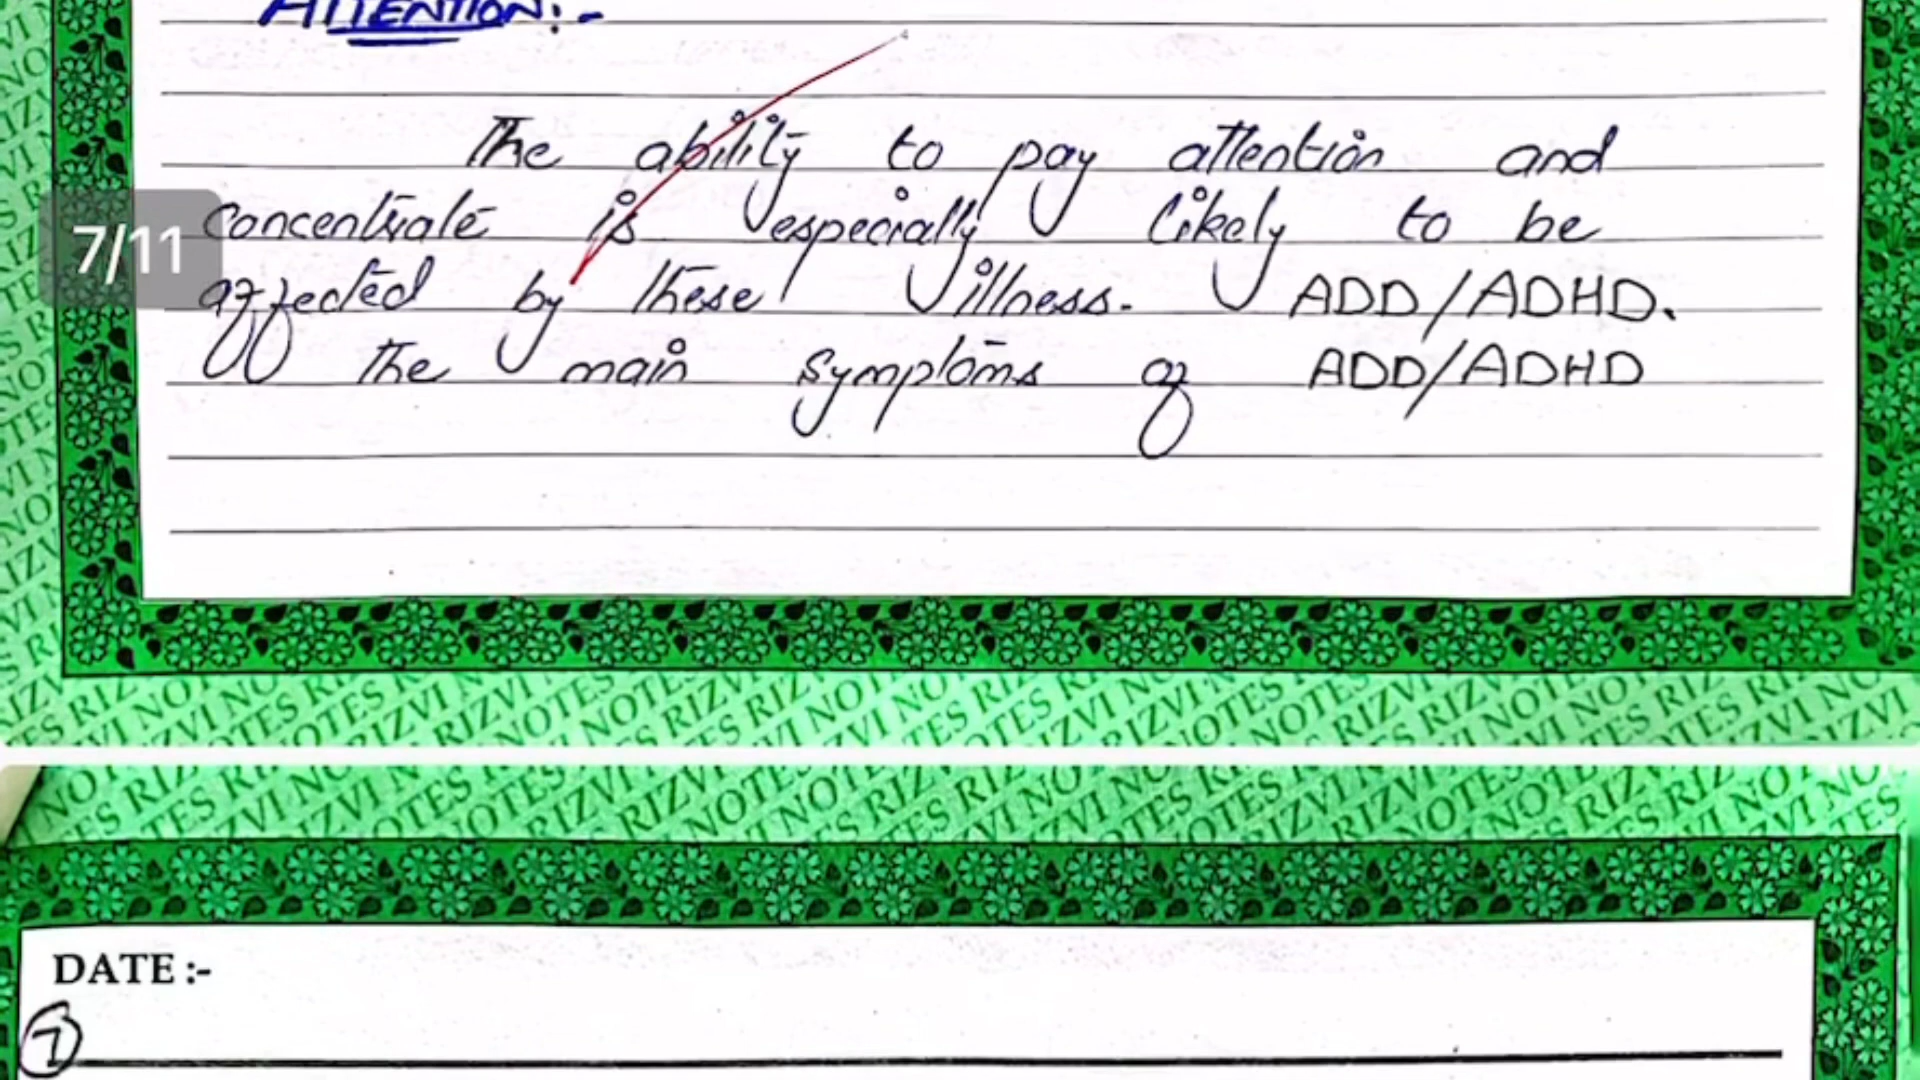 ATTENTION:-
The ability to pay attention and
concentrate is especially likely to be
affected by these illness. ADD/ADHD.
The main symptoms of ADD/ADHD
7/11
DATE :-
7